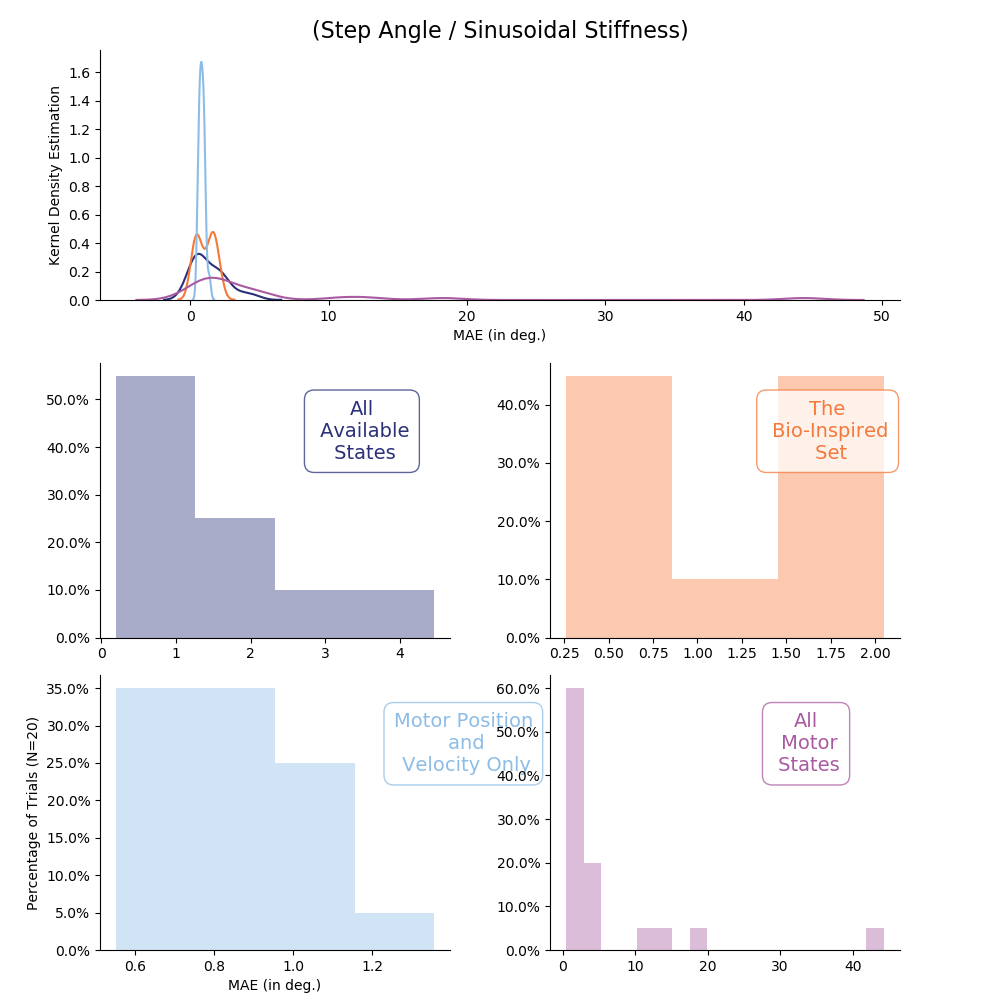 (Step Angle / Sinusoidal Stiffness)
Kernel Density Estimation
1.6
1.4
1.2
1.0
0.8
0.6
0.4
0.2
0.0
0 10 20 30 40 50
MAE (in deg.)
50.0%
40.0%
30.0%
20.0%
10.0%
0.0%
0 1 2 3 4
All
Available
States
40.0%
30.0%
20.0%
10.0%
0.0%
0.25 0.50 0.75 1.00 1.25 1.50 1.75 2.00
The
Bio-Inspired
Set
Percentage of Trials (N=20)
35.0%
30.0%
25.0%
20.0%
15.0%
10.0%
5.0%
0.0%
0.6 0.8 1.0 1.2
MAE (in deg.)
Motor Position
and
Velocity Only
60.0%
50.0%
40.0%
30.0%
20.0%
10.0%
0.0%
0 10 20 30 40
All
Motor
States